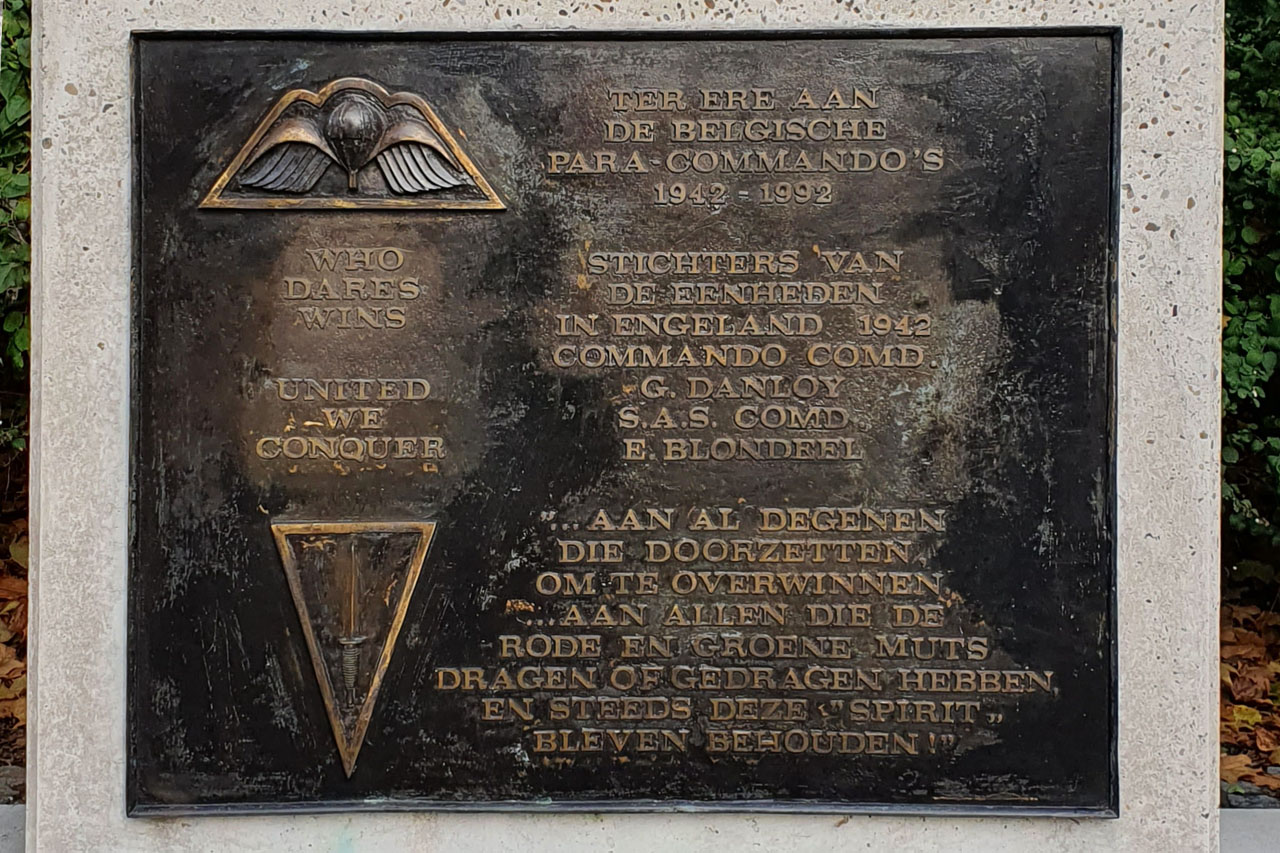 WHO
DARES
WINS
UNITED
WE
CONQUER
TER ERE AAN
DE BELGISCHE
PARA-COMMANDO'S
1942 - 1992
STICHTERS VAN
DE EENHEDEN
IN ENGELAND 1942
COMMANDO COMD.
G. DANLOY
S.A.S. COMD
E. BLONDEEL
"...AAN AL DEGENEN
DIE DOORZETTEN,
OM TE OVERWINNEN,
...AAN ALLEN DIE DE
RODE EN GROENE MUTS
DRAGEN OF GEDRAGEN HEBBEN
EN STEEDS DEZE "SPIRIT„
BLEVEN BEHOUDEN!"